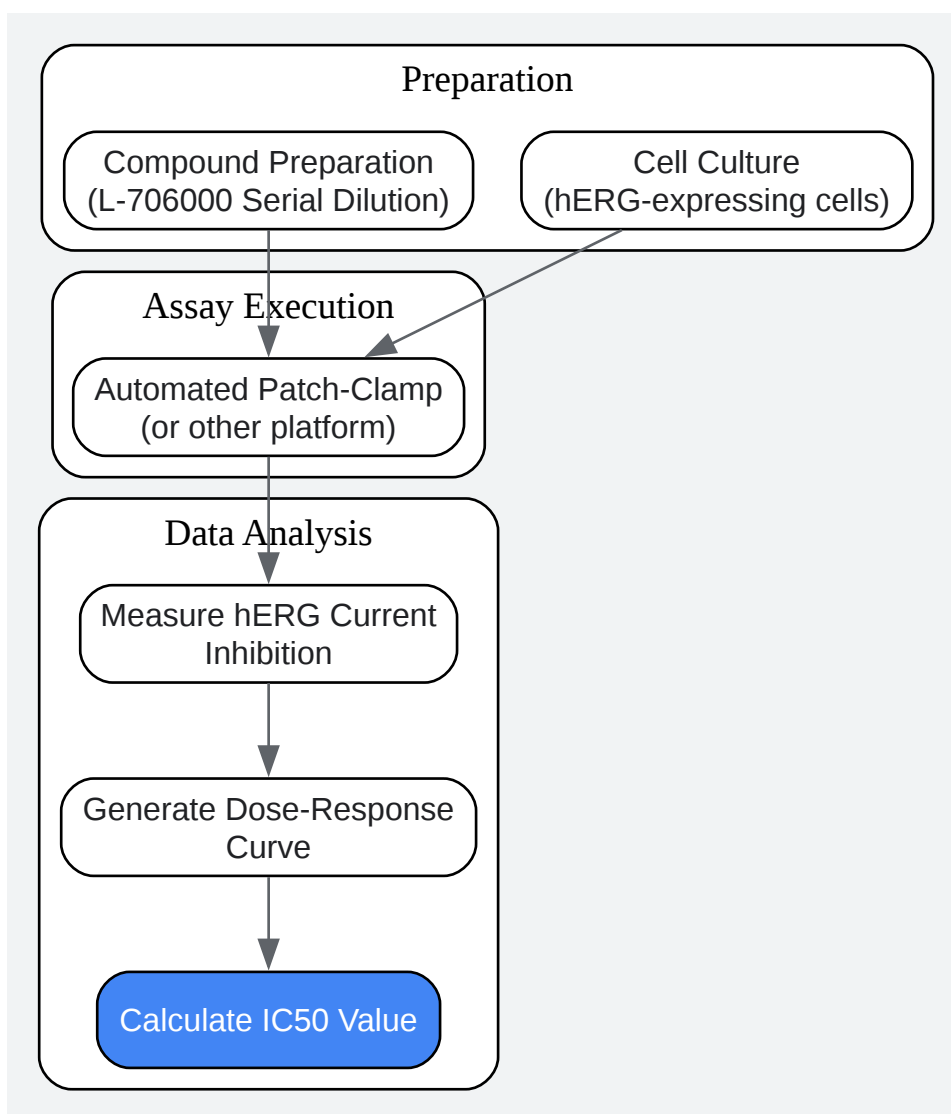 Preparation
Compound Preparation
(L-706000 Serial Dilution)
Cell Culture
(hERG-expressing cells)
Assay Execution
Automated Patch-Clamp
(or other platform)
Data Analysis
Measure hERG Current
Inhibition
Generate Dose-Response
Curve
Calculate IC50 Value